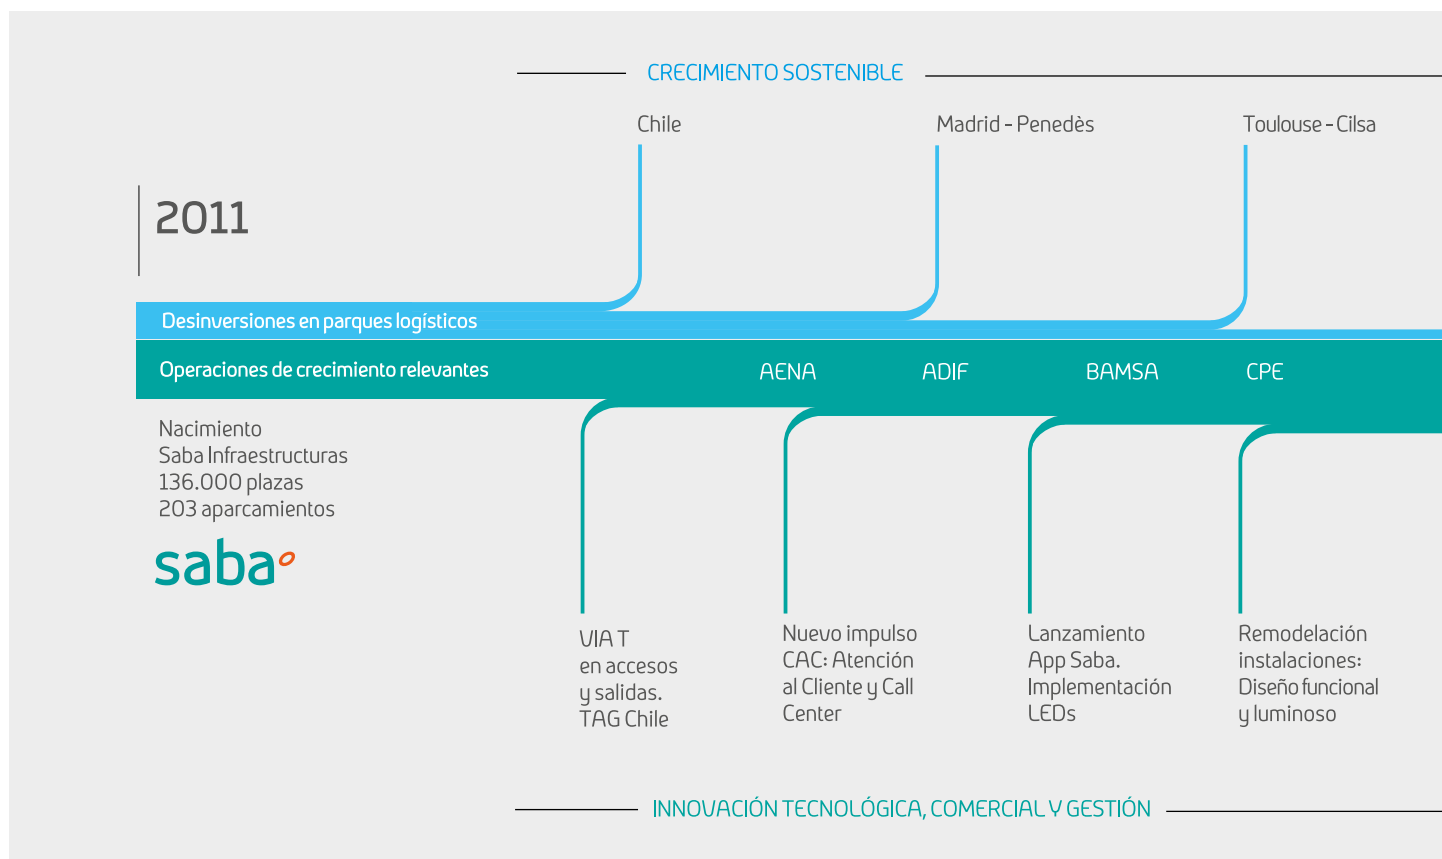 CRECIMIENTO SOSTENIBLE
Chile
Madrid - Penedès
Toulouse - Cilsa
2011
Desinversiones en parques logísticos
Operaciones de crecimiento relevantes
AENA
ADIF
BAMSA
CPE
Nacimiento
Saba Infraestructuras
136.000 plazas
203 aparcamientos
saba
VIA T
en accesos
y salidas.
TAG Chile
Nuevo impulso
CAC: Atención
al Cliente y Call
Center
Lanzamiento
App Saba.
Implementación
LEDs
Remodelación
instalaciones:
Diseño funcional
y luminoso
INNOVACIÓN TECNOLÓGICA, COMERCIAL Y GESTIÓN